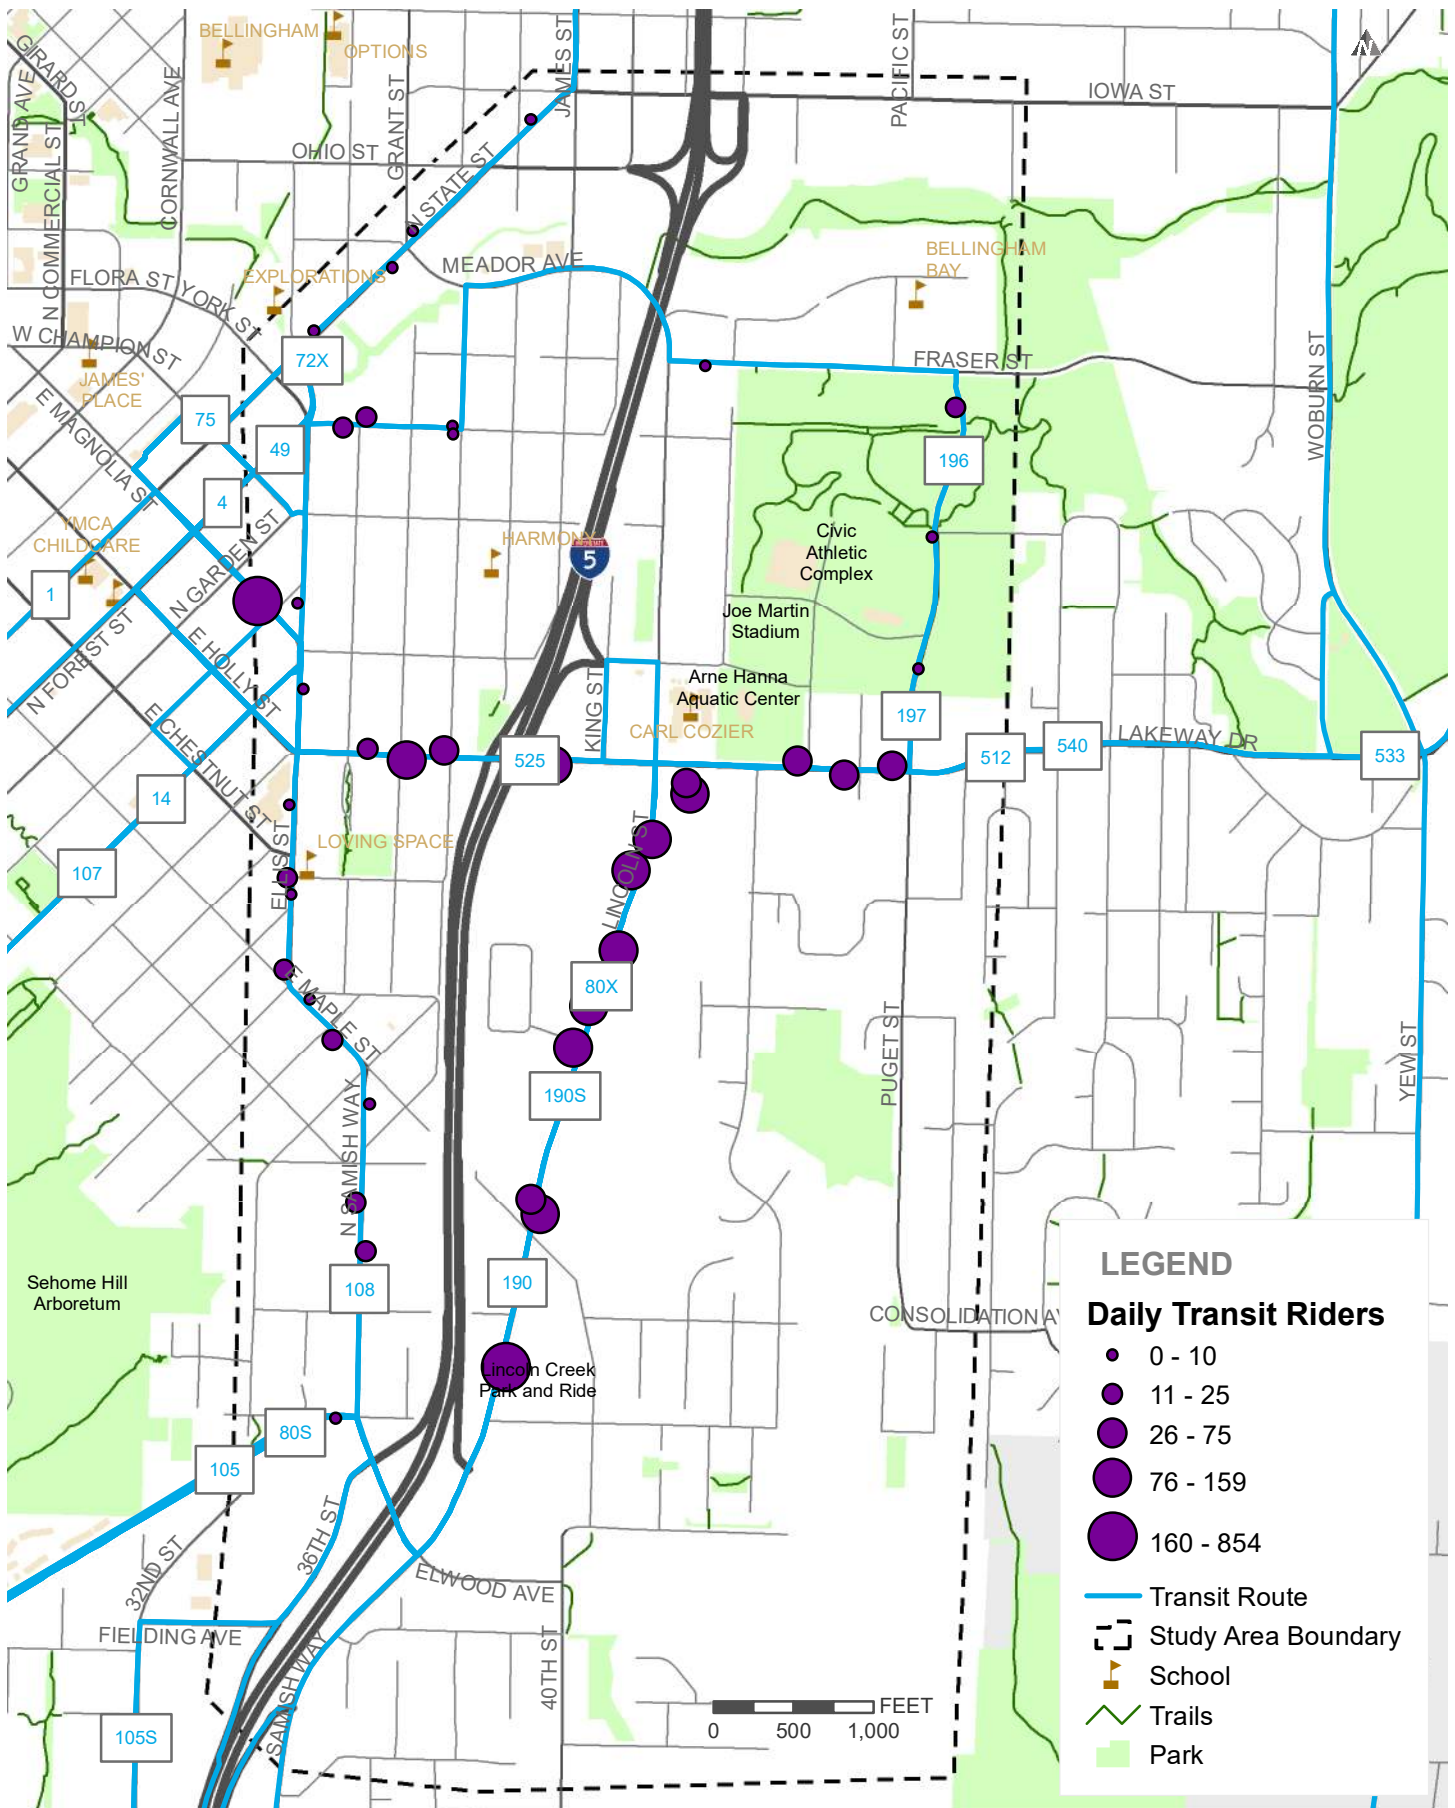 BELLINGHAM
OPTIONS
GIRARD ST
GRAND AVE
N COMMERCIAL ST
CORNWALL AVE
GRANT ST
JAMES ST
PACIFIC ST
N
IOWA ST
OHIO ST
N STATE ST
MEADOR AVE
BELLINGHAM
BAY
FLORA ST
YORK ST
EXPLORATIONS
W CHAMPION ST
JAMES'
PLACE
72X
FRASER ST
WOBURN ST
E MAGNOLIA ST
75
49
196
4
YMCA
CHILDCARE
HARMONY
INTERSTATE
5
Civic
Athletic
Complex
1
N GARDEN ST
N FOREST ST
E HOLLY ST
Joe Martin
Stadium
Arne Hanna
Aquatic Center
KING ST
CARL COZIER
197
E CHESTNUT ST
525
512
540
LAKEWAY DR
533
14
107
ELLIS ST
LOVING SPACE
LINCOLN ST
80X
E MAPLE ST
190S
N SAMISH WAY
PUGET ST
YEW ST
Sehome Hill
Arboretum
108
190
CONSOLIDATION AV
Lincoln Creek
Park and Ride
80S
105
36TH ST
32ND ST
ELWOOD AVE
FIELDING AVE
SAMISH WAY
40TH ST
105S
FEET
0 500 1,000
LEGEND
Daily Transit Riders
0 - 10
11 - 25
26 - 75
76 - 159
160 - 854
Transit Route
Study Area Boundary
School
Trails
Park